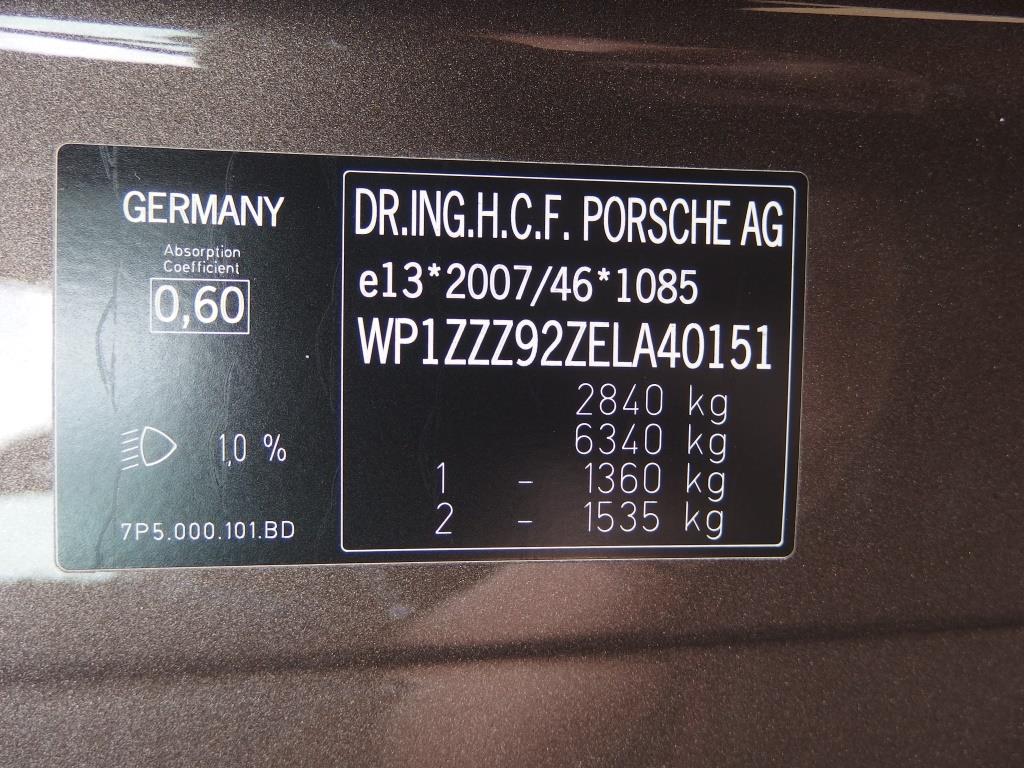 GERMANY
Absorption
Coefficient
0,60
1,0 %
7P5.000.101.BD
DR.ING.H.C.F. PORSCHE AG
e13*2007/46*1085
WP1ZZZ92ZELA40151
2840 kg
6340 kg
1 - 1360 kg
2 - 1535 kg